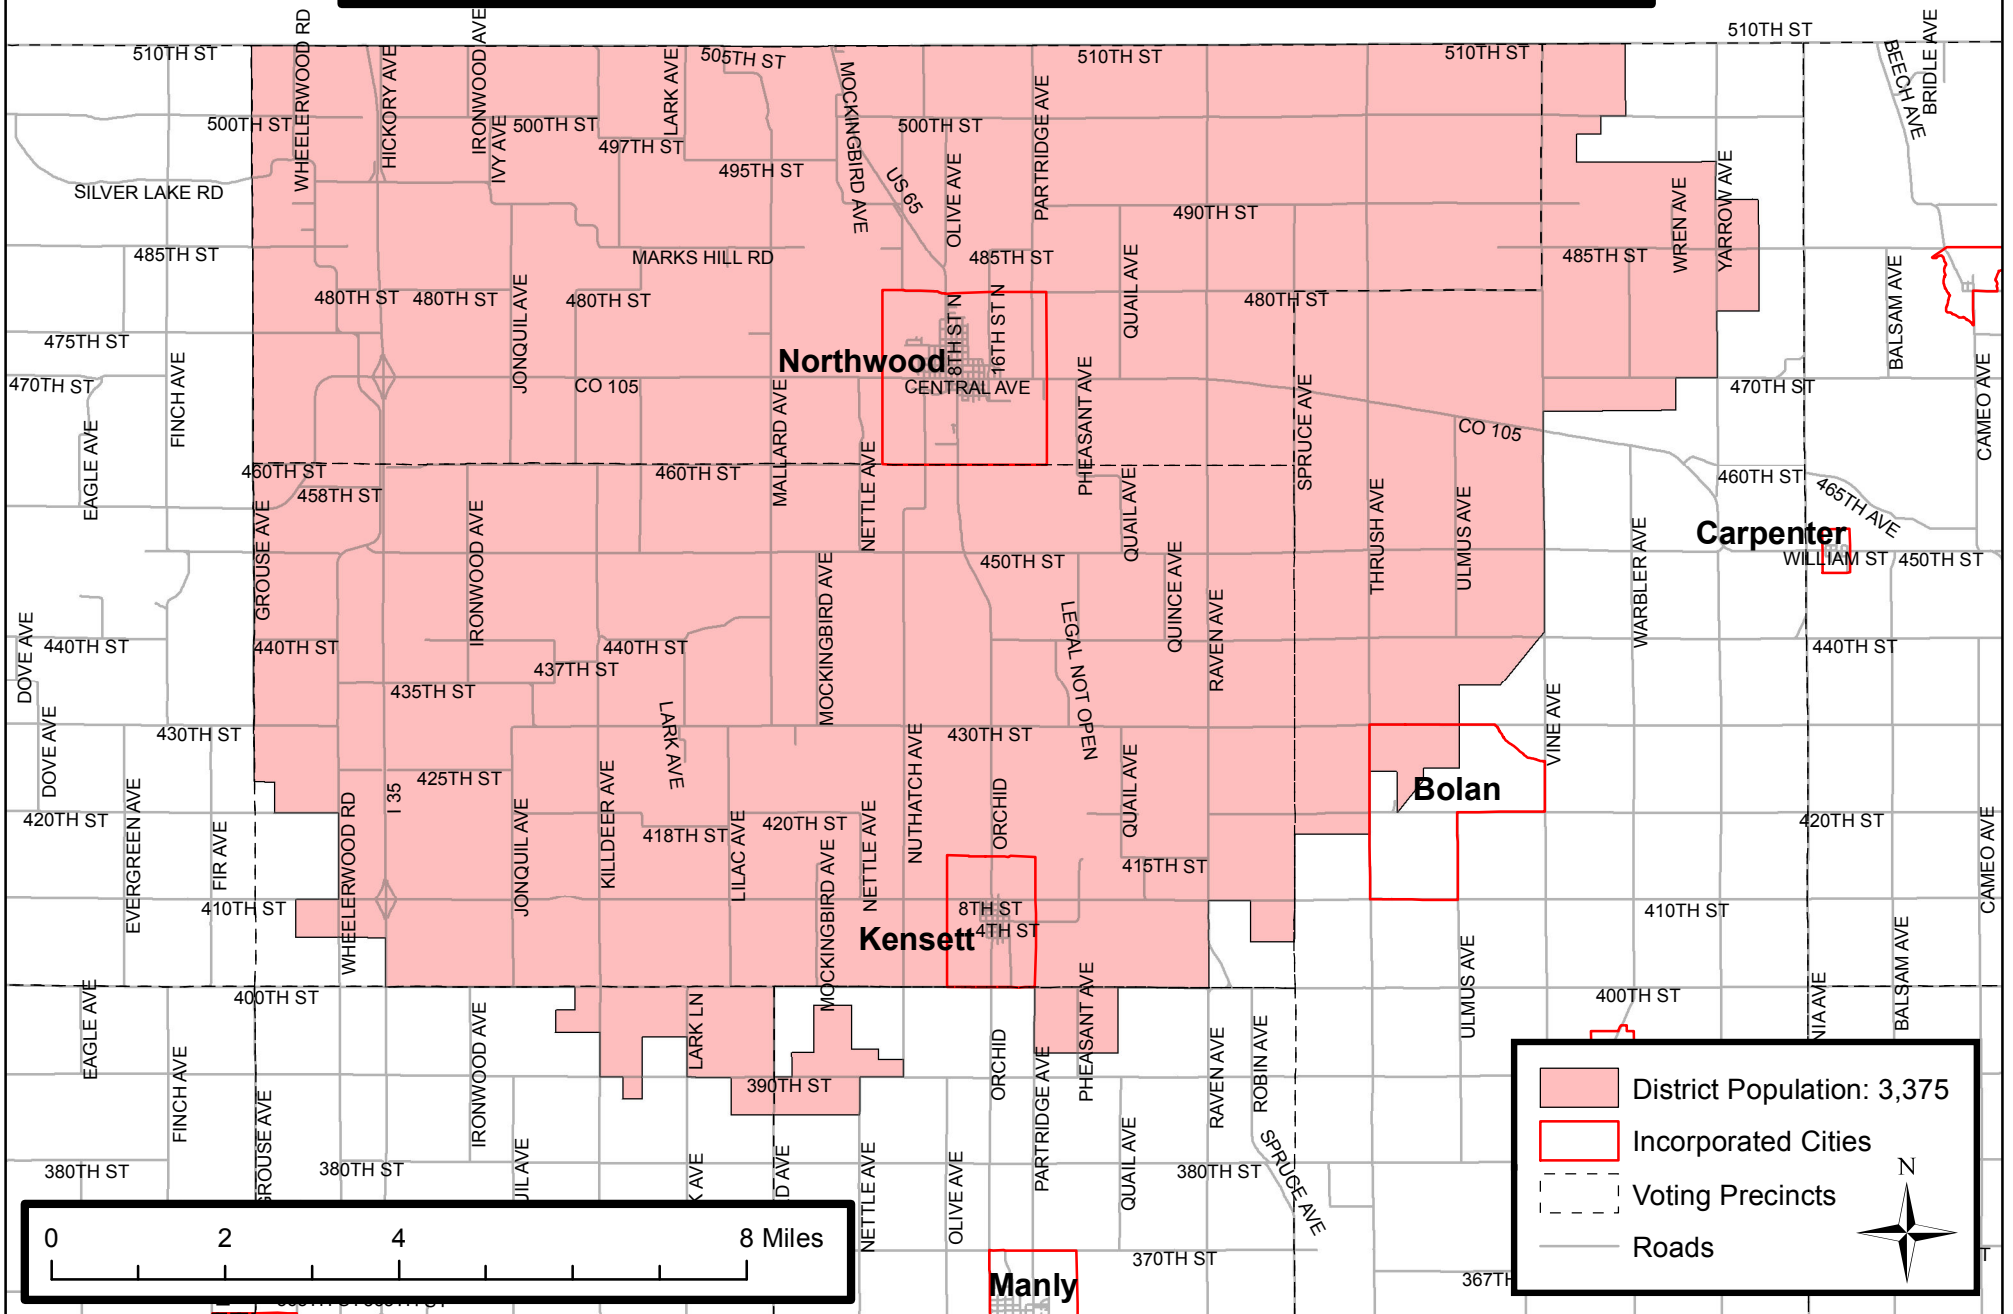 510TH ST
510TH ST
510TH ST
510TH ST
WHEELERWOOD RD
HICKORY AVE
IRONWOOD AVE
LARK AVE
505TH ST
MOCKINGBIRD AVE
PARTRIDGE AVE
BEECH AVE
BRIDLE AVE
500TH ST
500TH ST
500TH ST
IVY AVE
497TH ST
495TH ST
US 65
OLIVE AVE
SILVER LAKE RD
490TH ST
WREN AVE
YARROW AVE
485TH ST
MARKS HILL RD
485TH ST
485TH ST
QUAIL AVE
BALSAM AVE
480TH ST
480TH ST
480TH ST
480TH ST
JONQUIL AVE
8TH ST N
16TH ST N
475TH ST
Northwood
470TH ST
FINCH AVE
CO 105
CENTRAL AVE
470TH ST
CAMEO AVE
MALLARD AVE
PHEASANT AVE
SPRUCE AVE
CO 105
EAGLE AVE
460TH ST
460TH ST
460TH ST
458TH ST
NETTLE AVE
465TH AVE
GROUSE AVE
IRONWOOD AVE
QUAIL AVE
THRUSH AVE
ULMUS AVE
WARBLER AVE
Carpenter
450TH ST
WILLIAM ST
450TH ST
MOCKINGBIRD AVE
LEGAL NOT OPEN
QUINCE AVE
RAVEN AVE
DOVE AVE
440TH ST
440TH ST
440TH ST
440TH ST
437TH ST
435TH ST
LARK AVE
VINE AVE
DOVE AVE
430TH ST
430TH ST
NUTHATCH AVE
425TH ST
I 35
KILLDEER AVE
ORCHID
QUAIL AVE
Bolan
420TH ST
EVERGREEN AVE
FIR AVE
WHEELERWOOD RD
JONQUIL AVE
418TH ST
LILAC AVE
420TH ST
MOCKINGBIRD AVE
NETTLE AVE
420TH ST
CAMEO AVE
415TH ST
410TH ST
8TH ST
410TH ST
4TH ST
Kensett
ULMUS AVE
BALSAM AVE
400TH ST
400TH ST
EAGLE AVE
LARK LN
IRONWOOD AVE
ORCHID
PHEASANT AVE
RAVEN AVE
ROBIN AVE
NIA AVE
FINCH AVE
390TH ST
PARTRIDGE AVE
GROUSE AVE
380TH ST
380TH ST
UIL AVE
K AVE
D AVE
NETTLE AVE
OLIVE AVE
QUAIL AVE
380TH ST
SPRUCE AVE
370TH ST
367TH
Manly
District Population: 3,375
Incorporated Cities
Voting Precincts
Roads
N
0 2 4 8 Miles